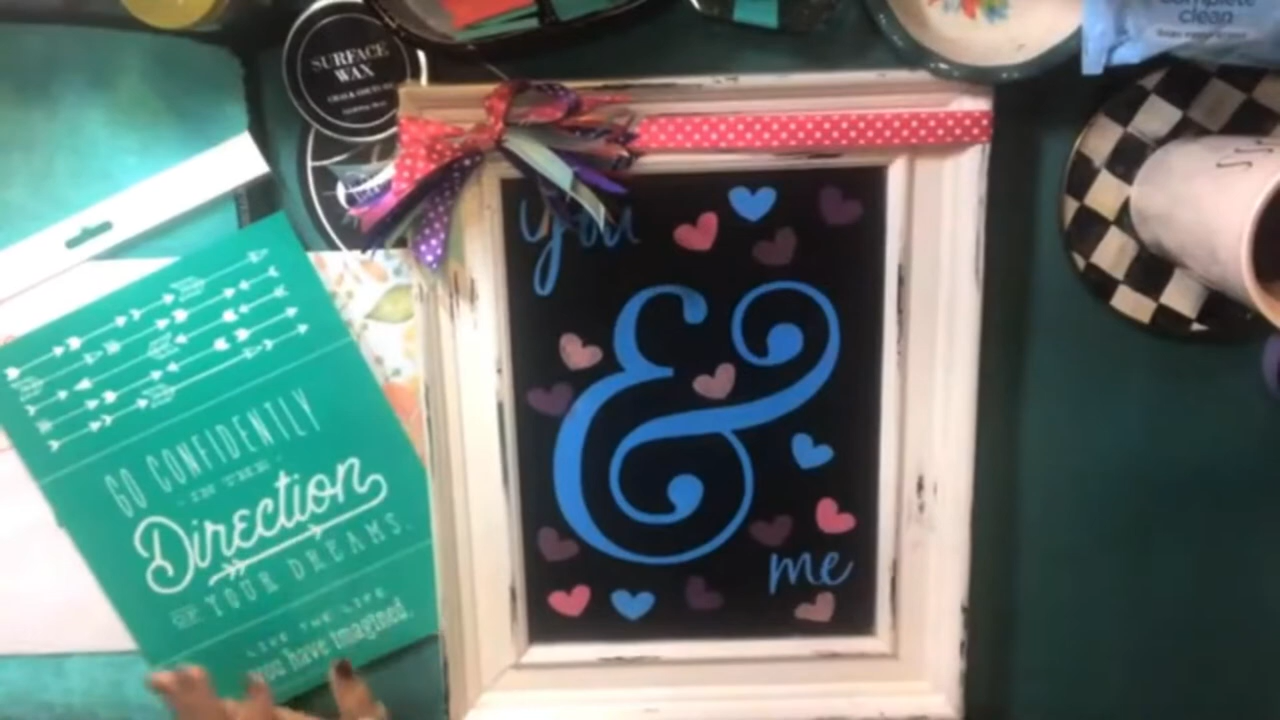 SURFACE
WAX
complete
clean
you
&
me
GO CONFIDENTLY
IN THE
Direction
OF YOUR DREAMS.
LIVE THE LIFE
you have imagined.